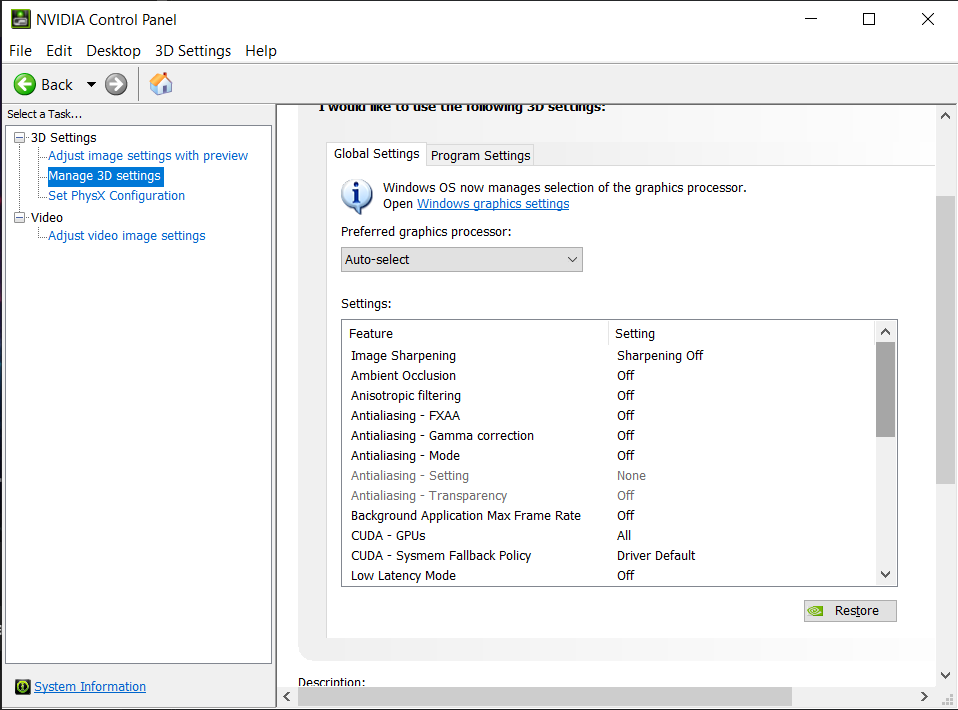 NVIDIA Control Panel
File Edit Desktop 3D Settings Help
Back
Select a Task...
3D Settings
Adjust image settings with preview
Manage 3D settings
Set PhysX Configuration
Video
Adjust video image settings
System Information
I would like to use the following 3D settings:
Global Settings Program Settings
Windows OS now manages selection of the graphics processor.
Open Windows graphics settings
Preferred graphics processor:
Auto-select
Settings:
Feature Setting
Image Sharpening Sharpening Off
Ambient Occlusion Off
Anisotropic filtering Off
Antialiasing - FXAA Off
Antialiasing - Gamma correction Off
Antialiasing - Mode Off
Antialiasing - Setting None
Antialiasing - Transparency Off
Background Application Max Frame Rate Off
CUDA - GPUs All
CUDA - Sysmem Fallback Policy Driver Default
Low Latency Mode Off
Restore
Description: